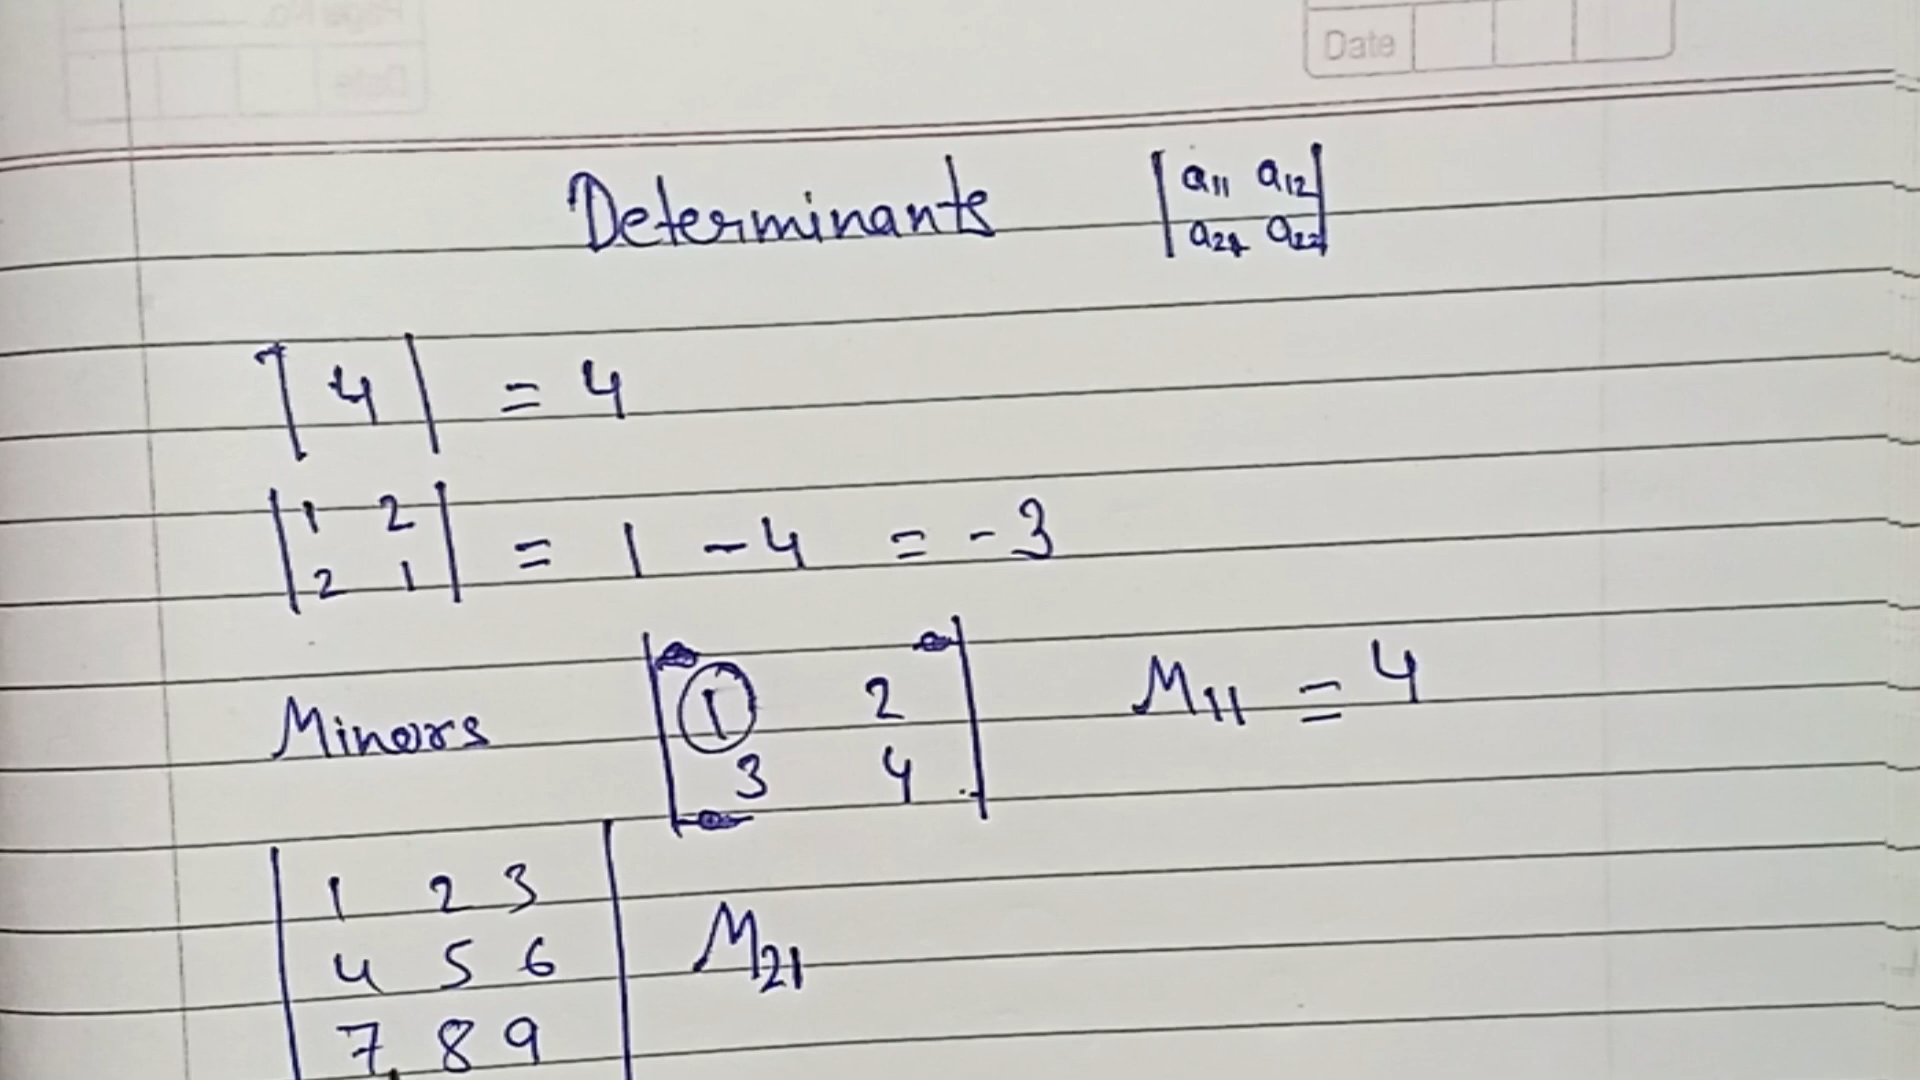 Date
Determinants | a11 a12 |
| a21 a22 |
| 4 | = 4
| 1 2 | = 1 - 4 = -3
| 2 1 |
Minors | 1 2 | M11 = 4
| 3 4 |
| 1 2 3 |
| 4 5 6 | M21
| 7 8 9 |